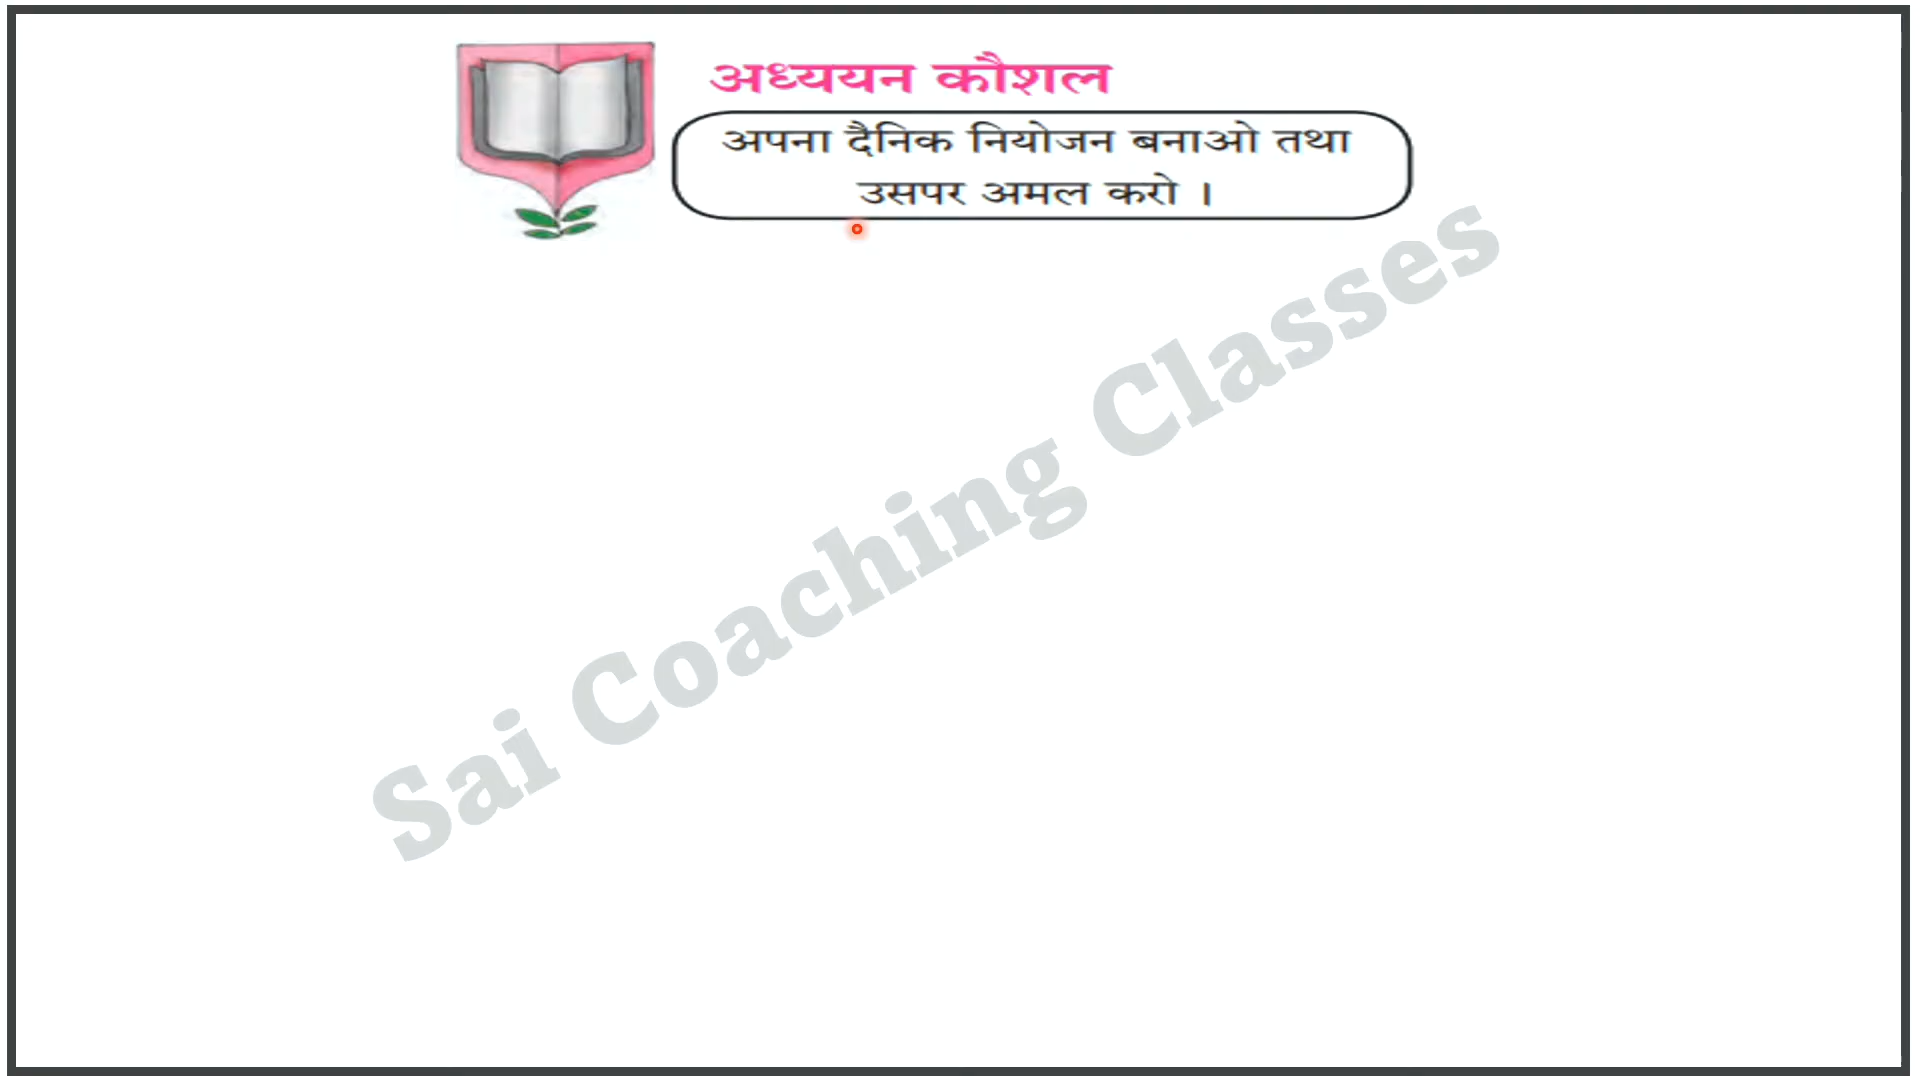 अध्ययन कौशल
अपना दैनिक नियोजन बनाओ तथा
उसपर अमल करो ।
Sai Coaching Classes